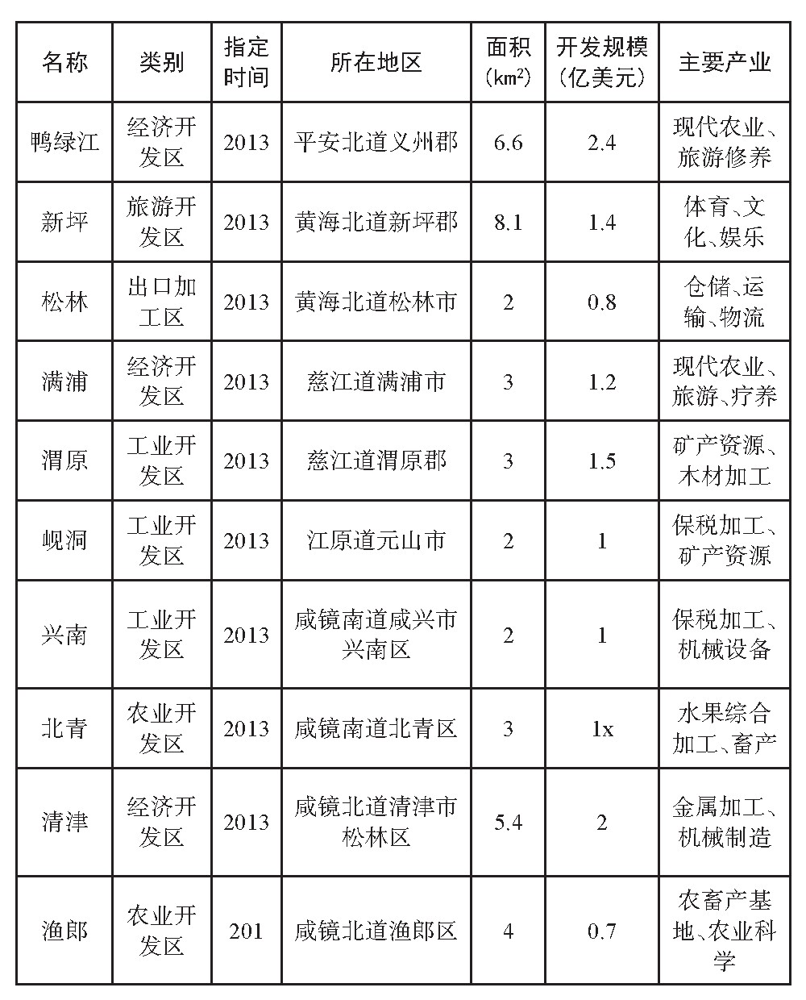 名称 类别 指定时间 所在地区 面积(km²) 开发规模(亿美元) 主要产业
鸭绿江 经济开发区 2013 平安北道义州郡 6.6 2.4 现代农业、旅游修养
新坪 旅游开发区 2013 黄海北道新坪郡 8.1 1.4 体育、文化、娱乐
松林 出口加工区 2013 黄海北道松林市 2 0.8 仓储、运输、物流
满浦 经济开发区 2013 慈江道满浦市 3 1.2 现代农业、旅游、疗养
渭原 工业开发区 2013 慈江道渭原郡 3 1.5 矿产资源、木材加工
岘洞 工业开发区 2013 江原道元山市 2 1 保税加工、矿产资源
兴南 工业开发区 2013 咸镜南道咸兴市兴南区 2 1 保税加工、机械设备
北青 农业开发区 2013 咸镜南道北青区 3 1x 水果综合加工、畜产
清津 经济开发区 2013 咸镜北道清津市松林区 5.4 2 金属加工、机械制造
渔郎 农业开发区 201 咸镜北道渔郎区 4 0.7 农畜产基地、农业科学